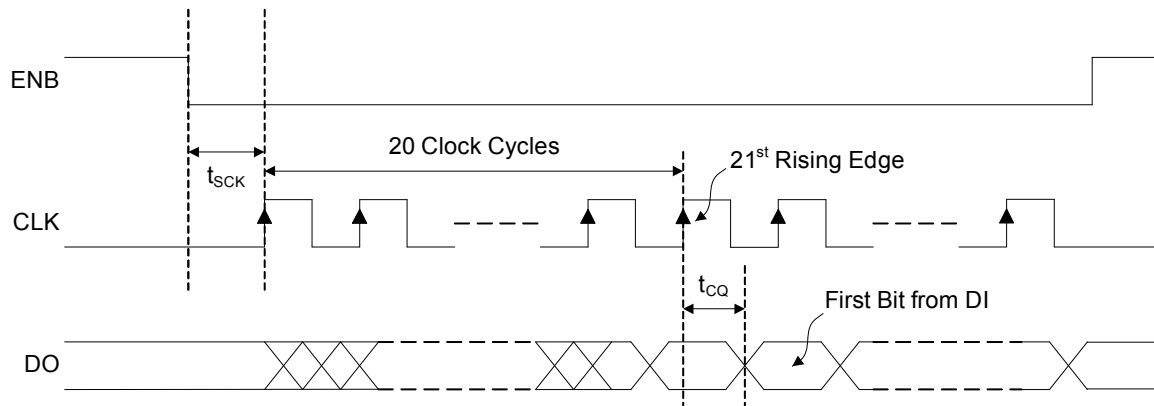 ENB
20 Clock Cycles
21st Rising Edge
tSCK
CLK
tCQ
First Bit from DI
DO